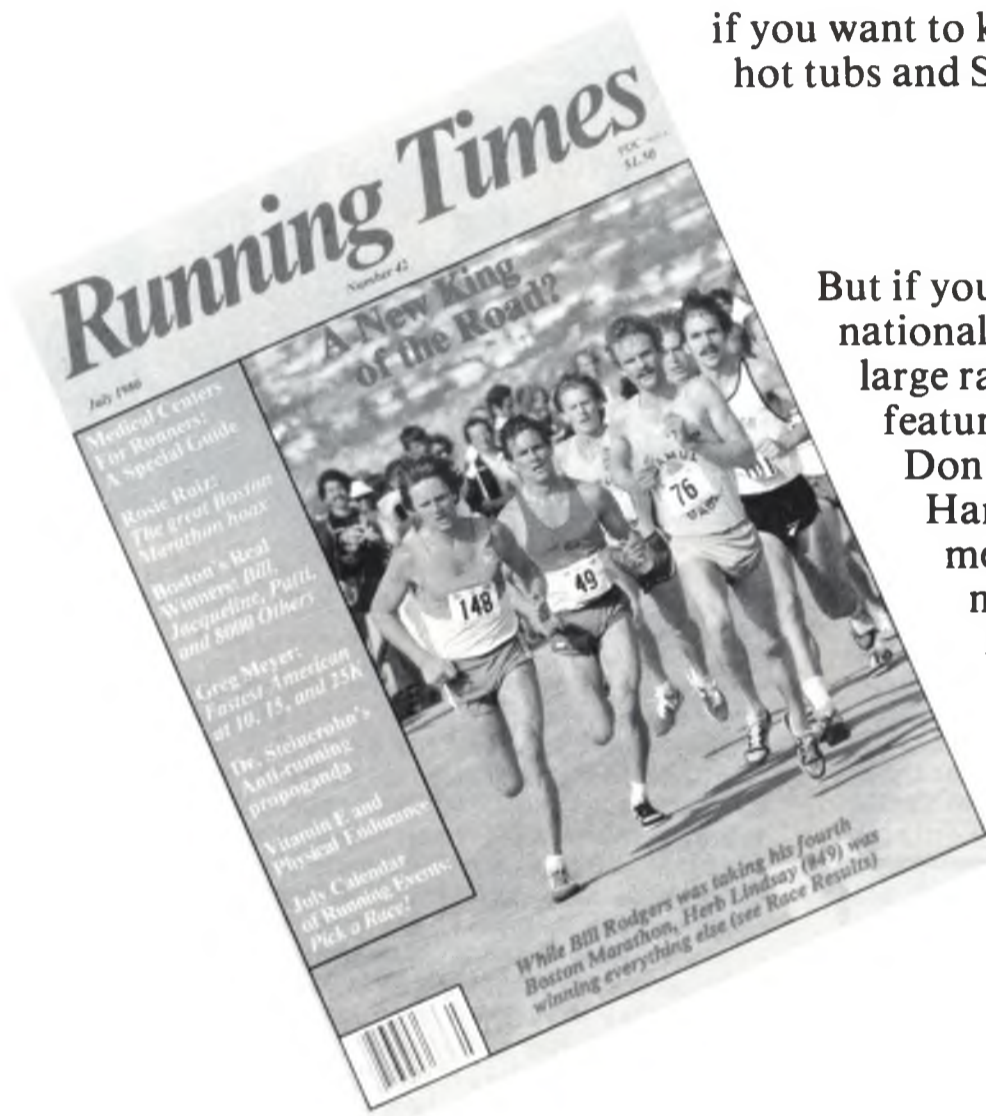 if you want to k
hot tubs and S
Running Times
$1.50
Number 42
July 1980
A New King
of the Road?
Medical Centers
For Runners:
A Special Guide
Rosie Ruiz:
The great Boston
Marathon hoax
Boston's Real
Winners: Bill,
Jacqueline, Patti,
and 8000 Others
Greg Meyer:
Fastest American
at 10, 15, and 25K
Dr. Steincrohn's
Anti-running
propoganda
Vitamin E and
Physical Endurance
July Calendar
of Running Events:
Pick a Race!
148
49
76
While Bill Rodgers was taking his fourth
Boston Marathon, Herb Lindsay (#49) was
winning everything else (see Race Results)
But if you
national
large ra
featur
Don
Har
me